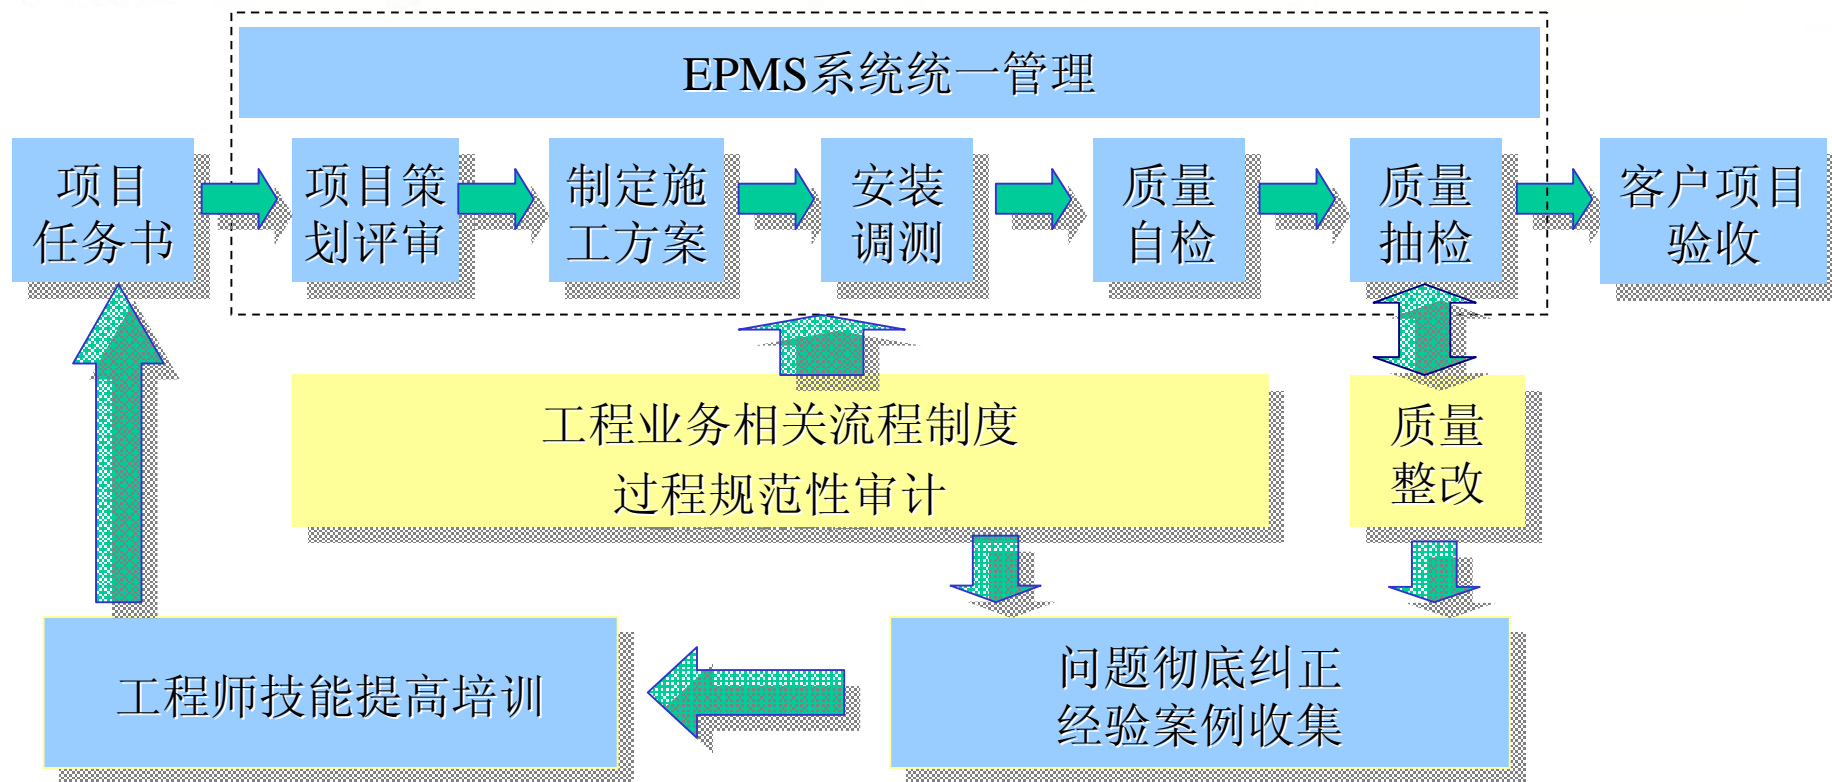 EPMS系统统一管理
项目
任务书
项目策
划评审
制定施
工方案
安装
调测
质量
自检
质量
抽检
客户项目
验收
工程业务相关流程制度
过程规范性审计
质量
整改
工程师技能提高培训
问题彻底纠正
经验案例收集